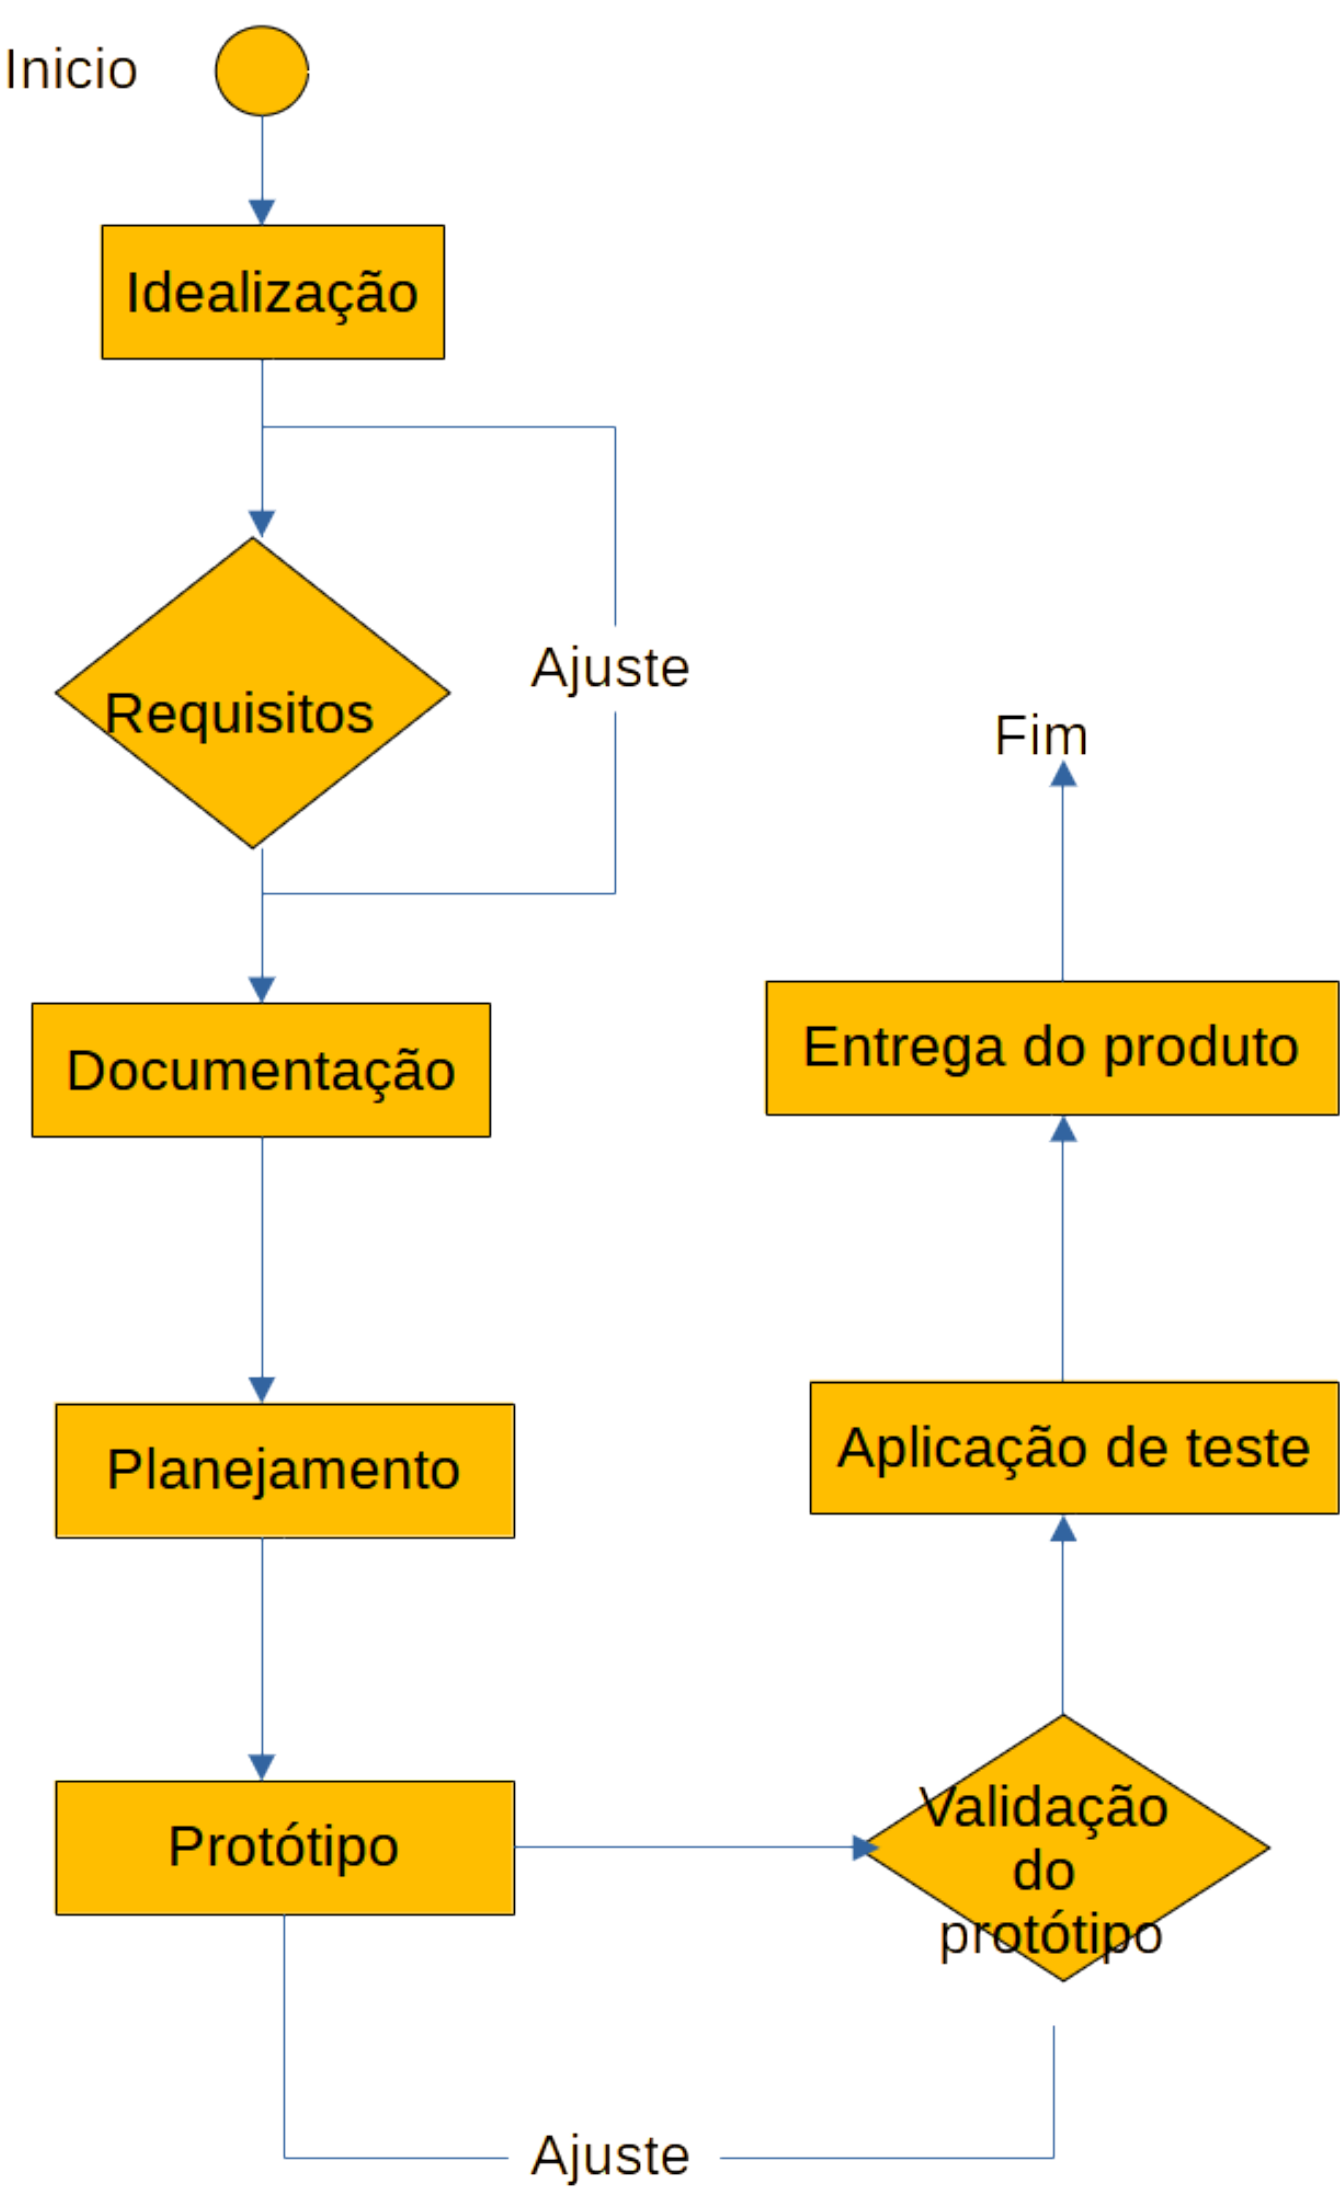 Inicio
Idealização
Requisitos
Ajuste
Documentação
Planejamento
Protótipo
Ajuste
Validação
do
protótipo
Aplicação de teste
Entrega do produto
Fim